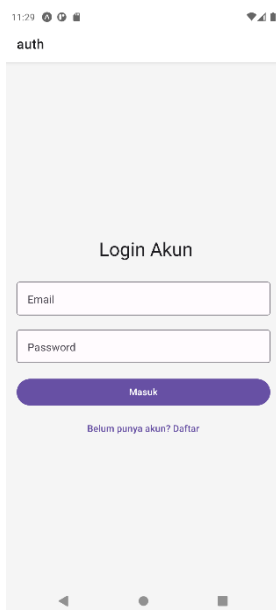 11:29
auth
Login Akun
Email
Password
Masuk
Belum punya akun? Daftar